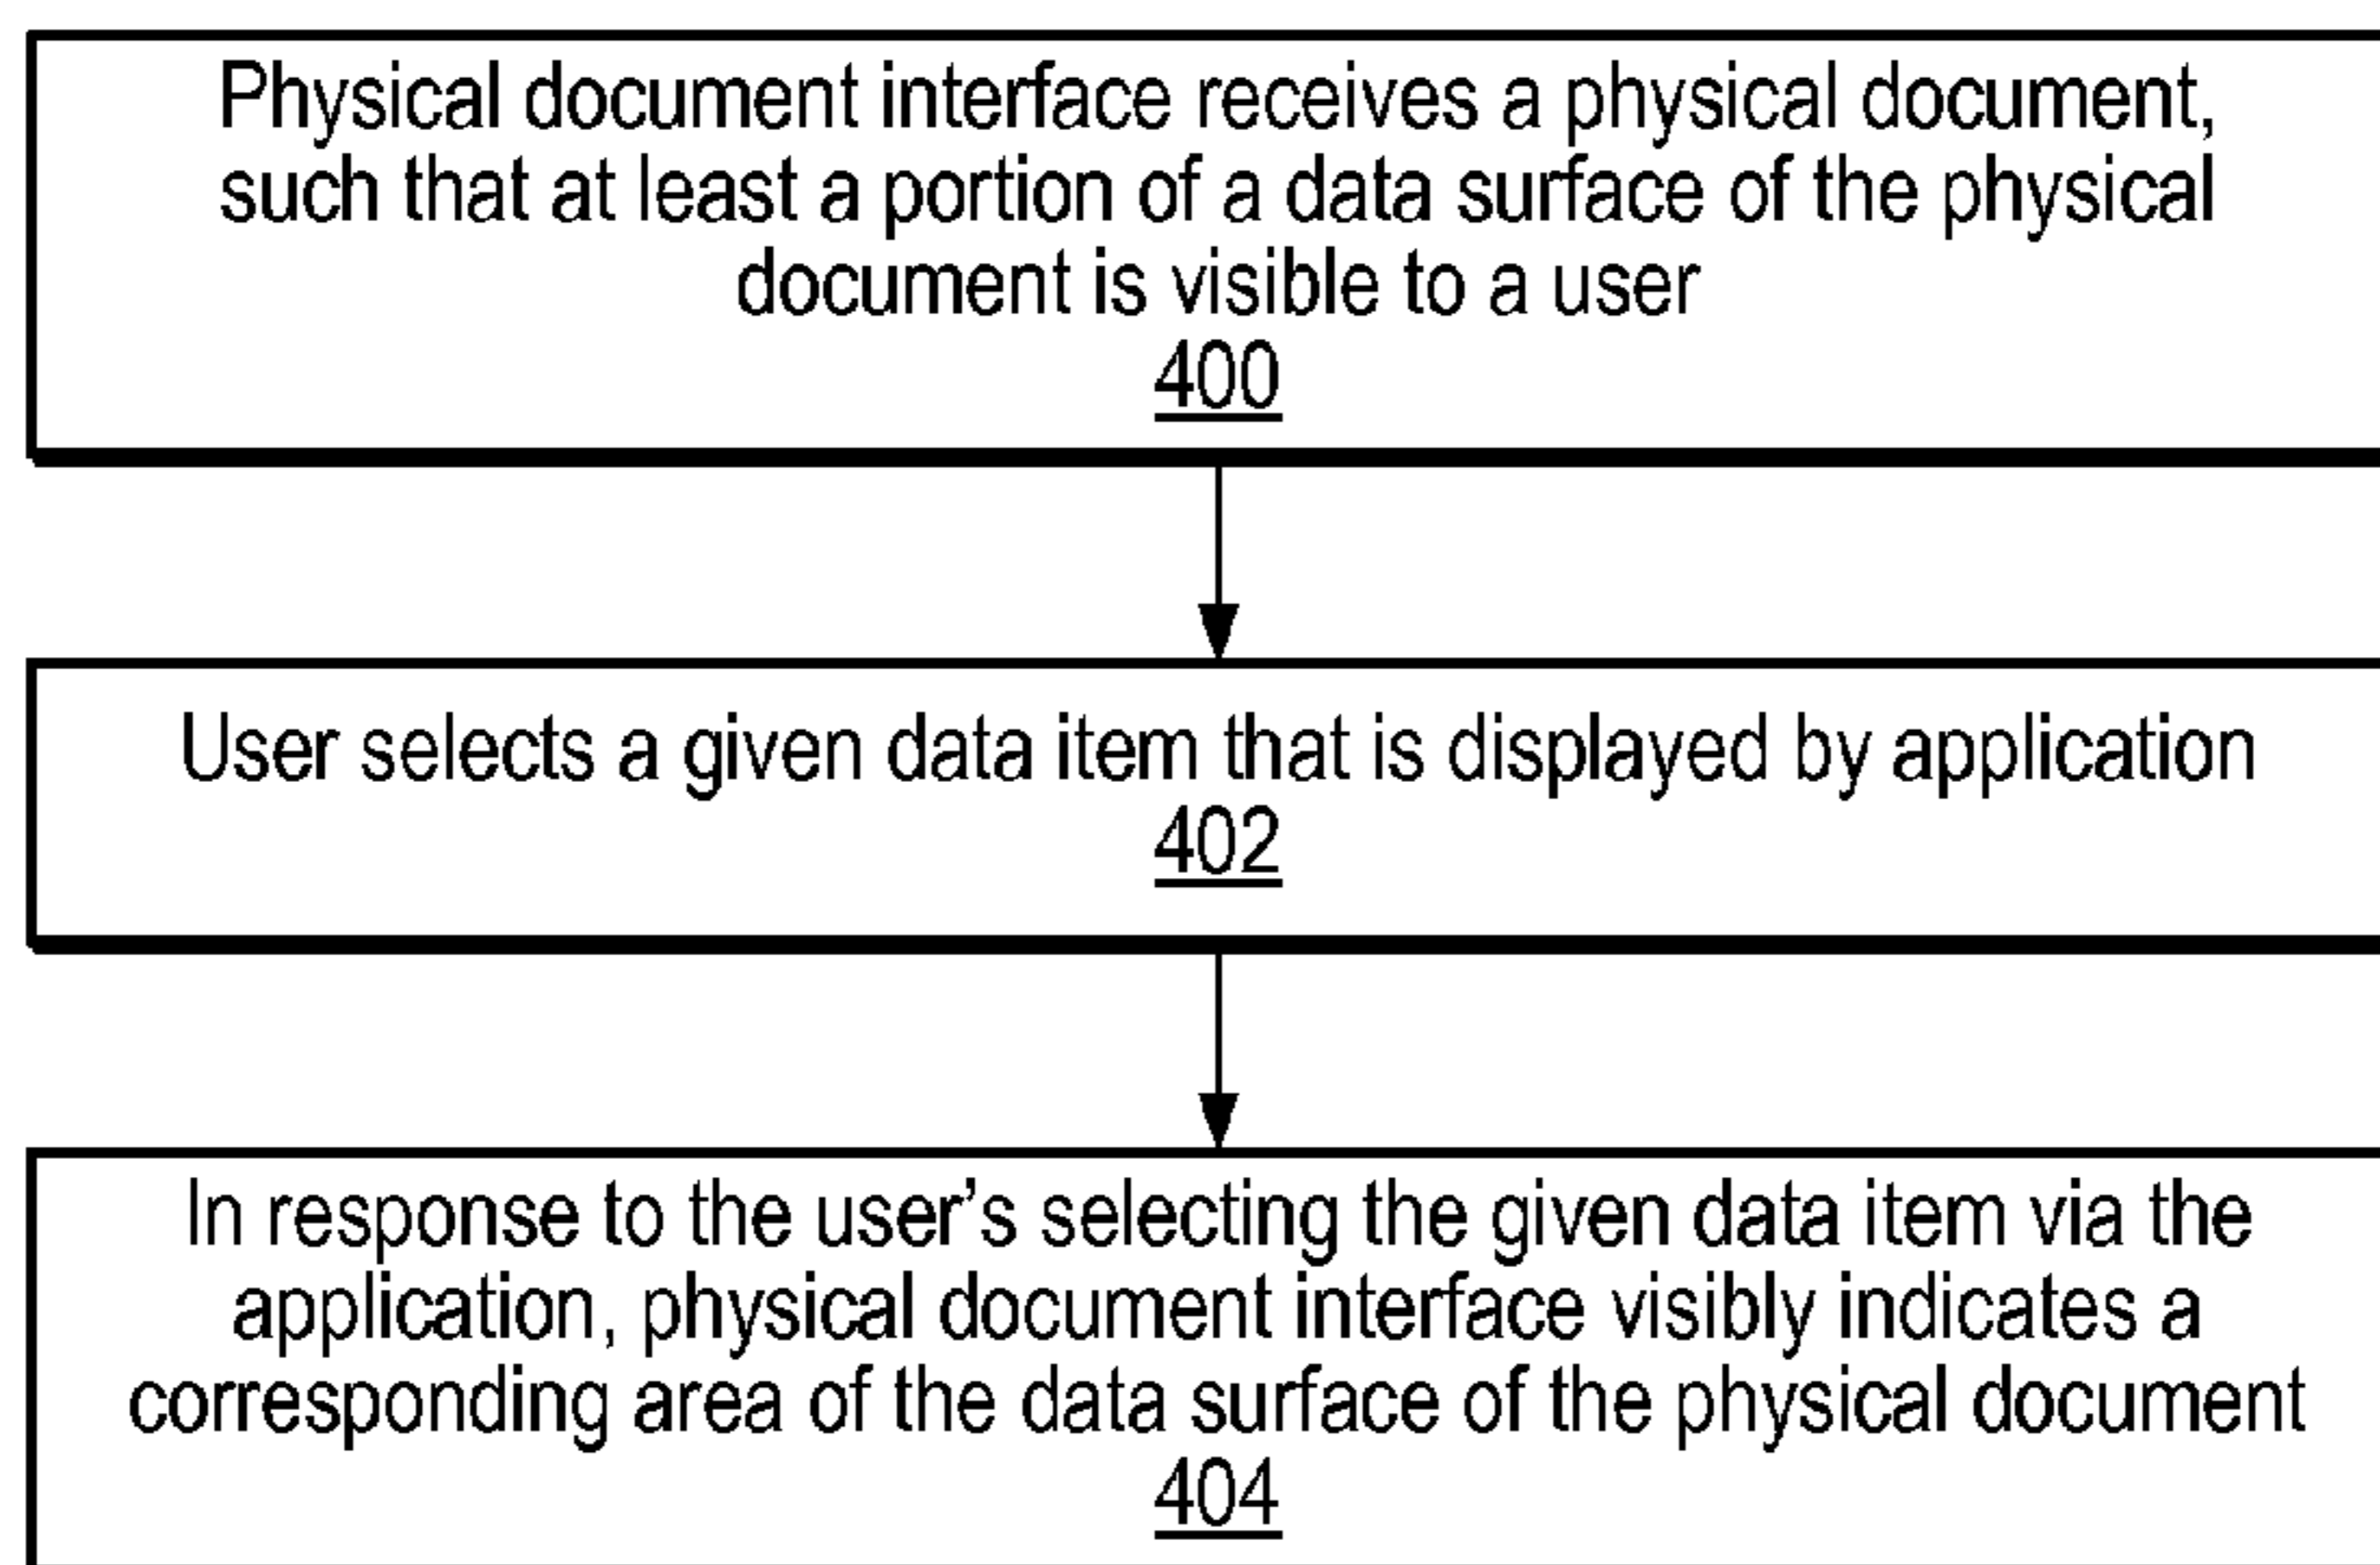 Physical document interface receives a physical document,
such that at least a portion of a data surface of the physical
document is visible to a user
400
User selects a given data item that is displayed by application
402
In response to the user’s selecting the given data item via the
application, physical document interface visibly indicates a
corresponding area of the data surface of the physical document
404